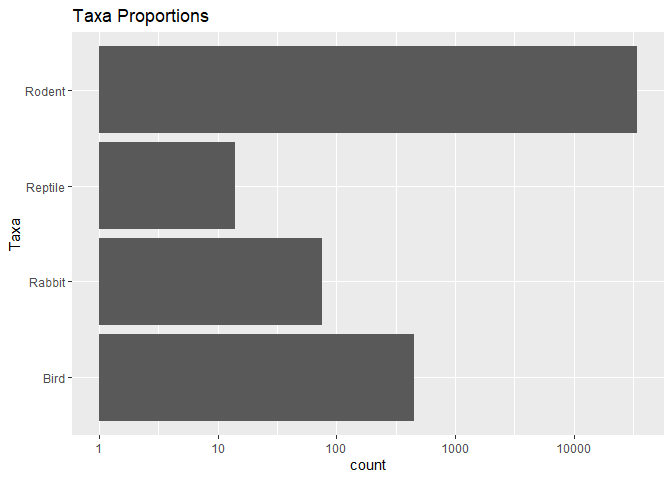 Taxa Proportions
Taxa
Rodent
Reptile
Rabbit
Bird
1 10 100 1000 10000
count